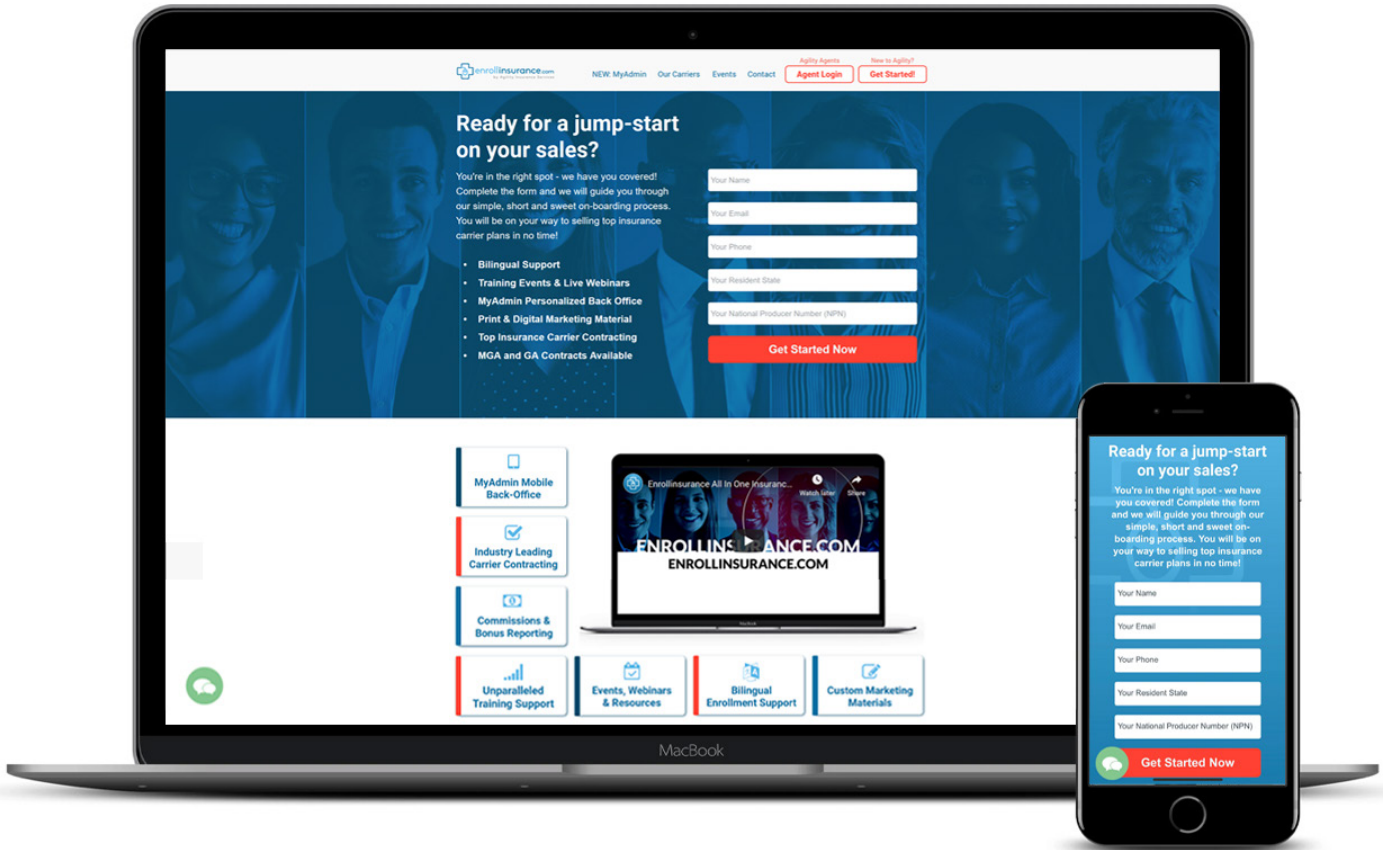 enrollinsurance.com
by Agility Insurance Services
NEW: MyAdmin
Our Carriers
Events
Contact
Agility Agents
Agent Login
New to Agility?
Get Started!
Ready for a jump-start
on your sales?
You're in the right spot - we have you covered!
Complete the form and we will guide you through
our simple, short and sweet on-boarding process.
You will be on your way to selling top insurance
carrier plans in no time!
• Bilingual Support
• Training Events & Live Webinars
• MyAdmin Personalized Back Office
• Print & Digital Marketing Material
• Top Insurance Carrier Contracting
• MGA and GA Contracts Available
Your Name
Your Email
Your Phone
Your Resident State
Your National Producer Number (NPN)
Get Started Now
MyAdmin Mobile
Back-Office
Industry Leading
Carrier Contracting
Commissions &
Bonus Reporting
Enrollinsurance All In One Insuranc...
Watch later
Share
ENROLLINSURANCE.COM
ENROLLINSURANCE.COM
MacBook
Unparalleled
Training Support
Events, Webinars
& Resources
Bilingual
Enrollment Support
Custom Marketing
Materials
MacBook
Ready for a jump-start
on your sales?
You're in the right spot - we have
you covered! Complete the form
and we will guide you through our
simple, short and sweet on-
boarding process. You will be on
your way to selling top insurance
carrier plans in no time!
Your Name
Your Email
Your Phone
Your Resident State
Your National Producer Number (NPN)
Get Started Now